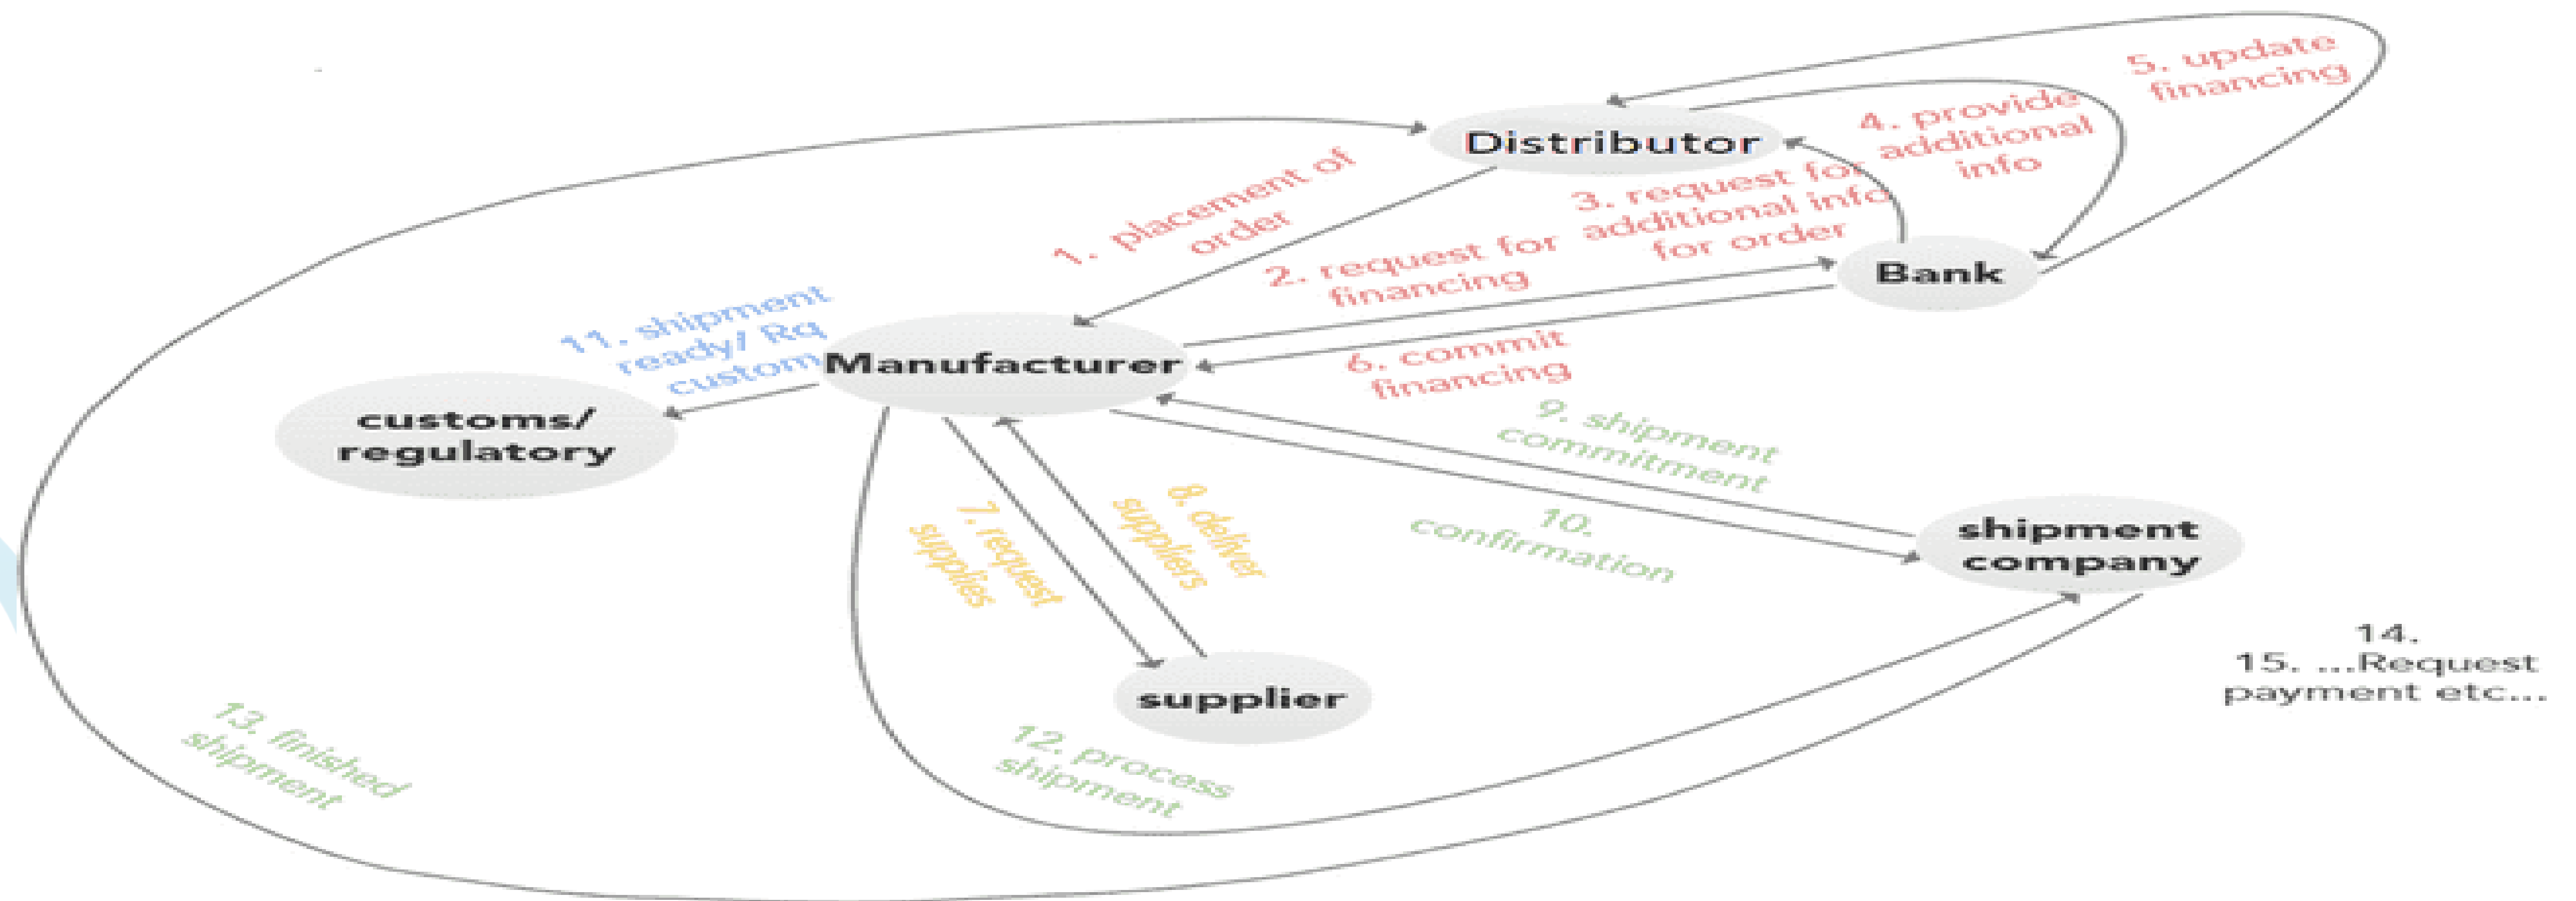 5. update
financing
4. provide
additional
info
Distributor
1. placement of
order
3. request for
additional info
for order
2. request for
financing
Bank
11. shipment
ready/ Rq
custom
Manufacturer
6. commit
financing
customs/
regulatory
9. shipment
commitment
10.
confirmation
7. request
supplies
8. deliver
suppliers
shipment
company
supplier
14.
15. ...Request
payment etc...
13. finished
shipment
12. process
shipment